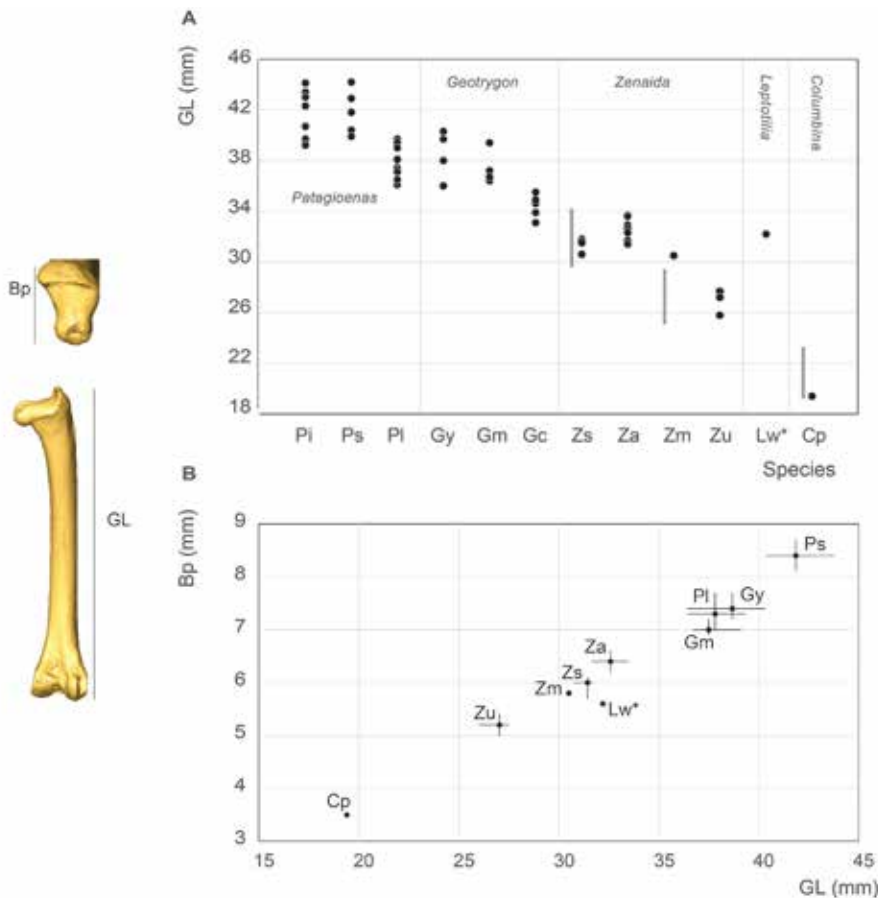 A
GL (mm)
46
42
38
34
30
26
22
18
Geotrygon
Zenaida
Leptotilia
Columbina
Patagioenas
Pi Ps Pl Gy Gm Gc Zs Za Zm Zu Lw* Cp
Species
Bp
GL
B
Bp (mm)
9
8
7
6
5
4
3
Ps
Pl Gy
Gm
Za
Zs
Zm
Lw*
Zu
Cp
15 20 25 30 35 40 45
GL (mm)